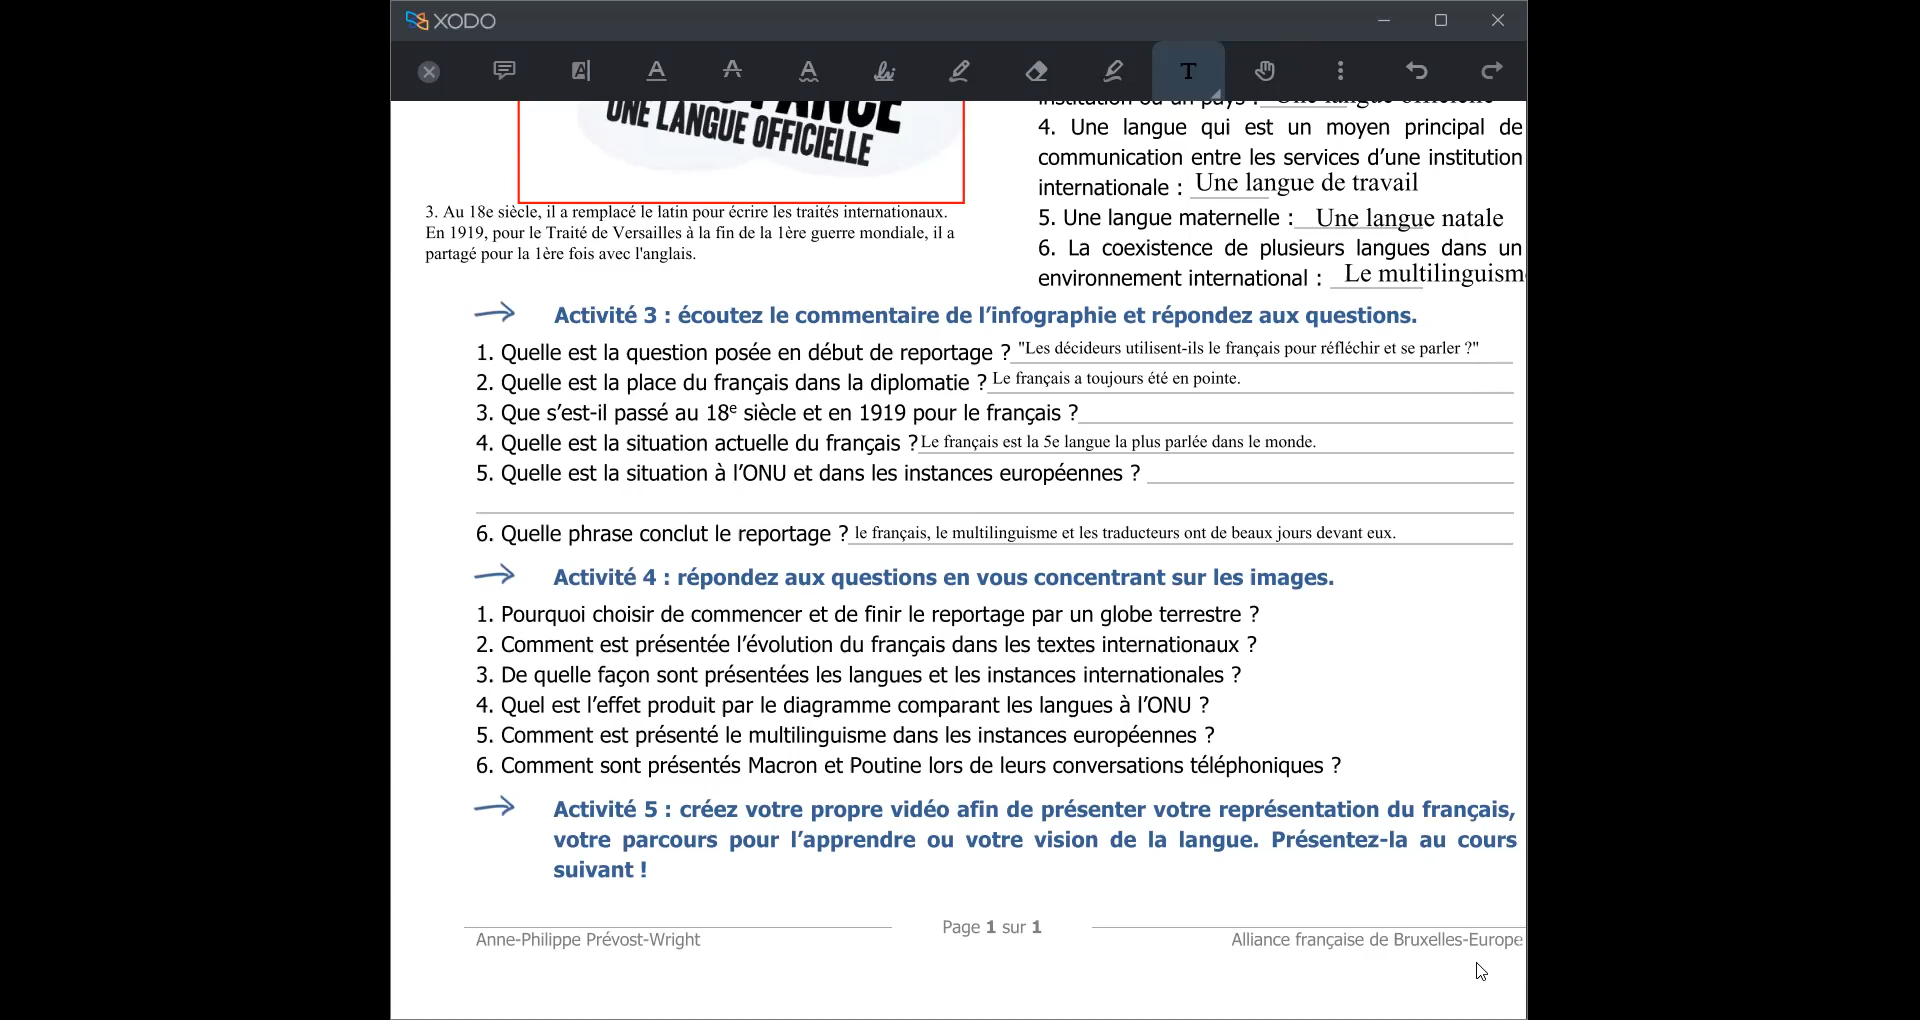 XODO
UNE LANGUE OFFICIELLE
3. Au 18e siècle, il a remplacé le latin pour écrire les traités internationaux.
En 1919, pour le Traité de Versailles à la fin de la 1ère guerre mondiale, il a
partagé pour la 1ère fois avec l'anglais.
institution ou un pays : Une langue officielle
4. Une langue qui est un moyen principal de
communication entre les services d’une institution
internationale : Une langue de travail
5. Une langue maternelle : Une langue natale
6. La coexistence de plusieurs langues dans un
environnement international : Le multilinguism
Activité 3 : écoutez le commentaire de l’infographie et répondez aux questions.
1. Quelle est la question posée en début de reportage ? "Les décideurs utilisent-ils le français pour réfléchir et se parler ?"
2. Quelle est la place du français dans la diplomatie ? Le français a toujours été en pointe.
3. Que s’est-il passé au 18e siècle et en 1919 pour le français ?
4. Quelle est la situation actuelle du français ? Le français est la 5e langue la plus parlée dans le monde.
5. Quelle est la situation à l’ONU et dans les instances européennes ?
6. Quelle phrase conclut le reportage ? le français, le multilinguisme et les traducteurs ont de beaux jours devant eux.
Activité 4 : répondez aux questions en vous concentrant sur les images.
1. Pourquoi choisir de commencer et de finir le reportage par un globe terrestre ?
2. Comment est présentée l’évolution du français dans les textes internationaux ?
3. De quelle façon sont présentées les langues et les instances internationales ?
4. Quel est l’effet produit par le diagramme comparant les langues à l’ONU ?
5. Comment est présenté le multilinguisme dans les instances européennes ?
6. Comment sont présentés Macron et Poutine lors de leurs conversations téléphoniques ?
Activité 5 : créez votre propre vidéo afin de présenter votre représentation du français,
votre parcours pour l’apprendre ou votre vision de la langue. Présentez-la au cours
suivant !
Page 1 sur 1
Anne-Philippe Prévost-Wright
Alliance française de Bruxelles-Europe